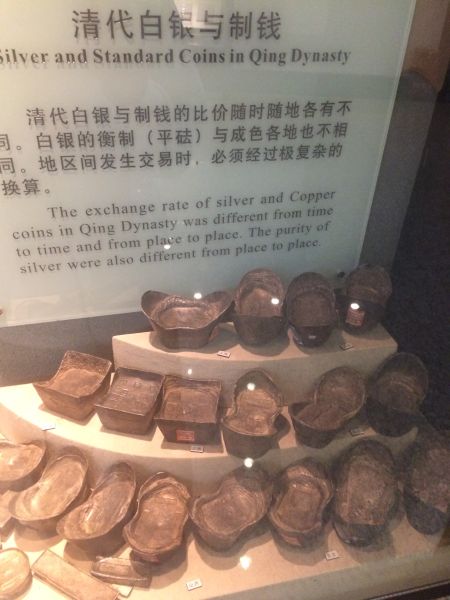 清代白银与制钱
Silver and Standard Coins in Qing Dynasty
清代白银与制钱的比价随时随地各有不
同。白银的衡制（平砝）与成色各地也不相
同。地区间发生交易时，必须经过极复杂的
换算。
The exchange rate of silver and Copper
coins in Qing Dynasty was different from time
to time and from place to place. The purity of
silver were also different from place to place.